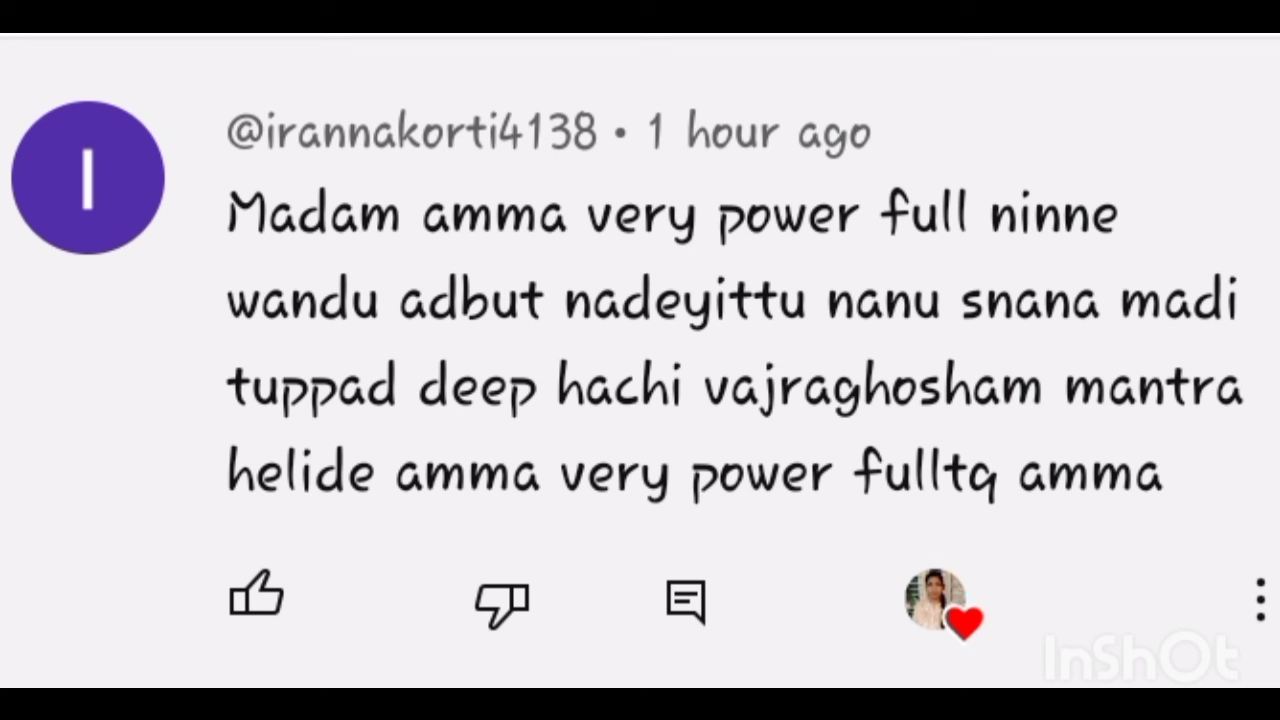 I
@irannakorti4138 • 1 hour ago
Madam amma very power full ninne
wandu adbut nadeyittu nanu snana madi
tuppad deep hachi vajraghosham mantra
helide amma very power fulltq amma
InShOt